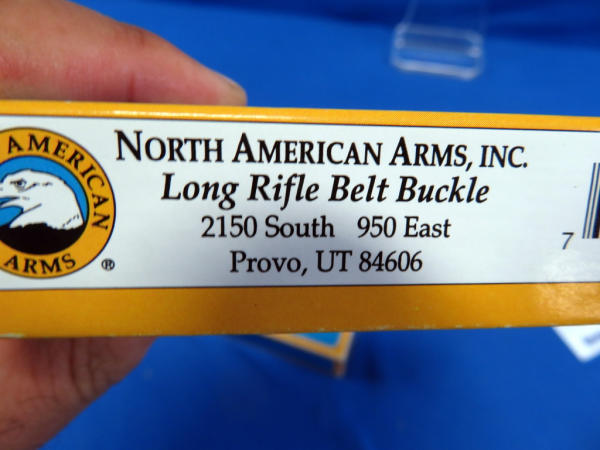 AMERICAN
ARMS
®
NORTH AMERICAN ARMS, INC.
Long Rifle Belt Buckle
2150 South 950 East
Provo, UT 84606
7